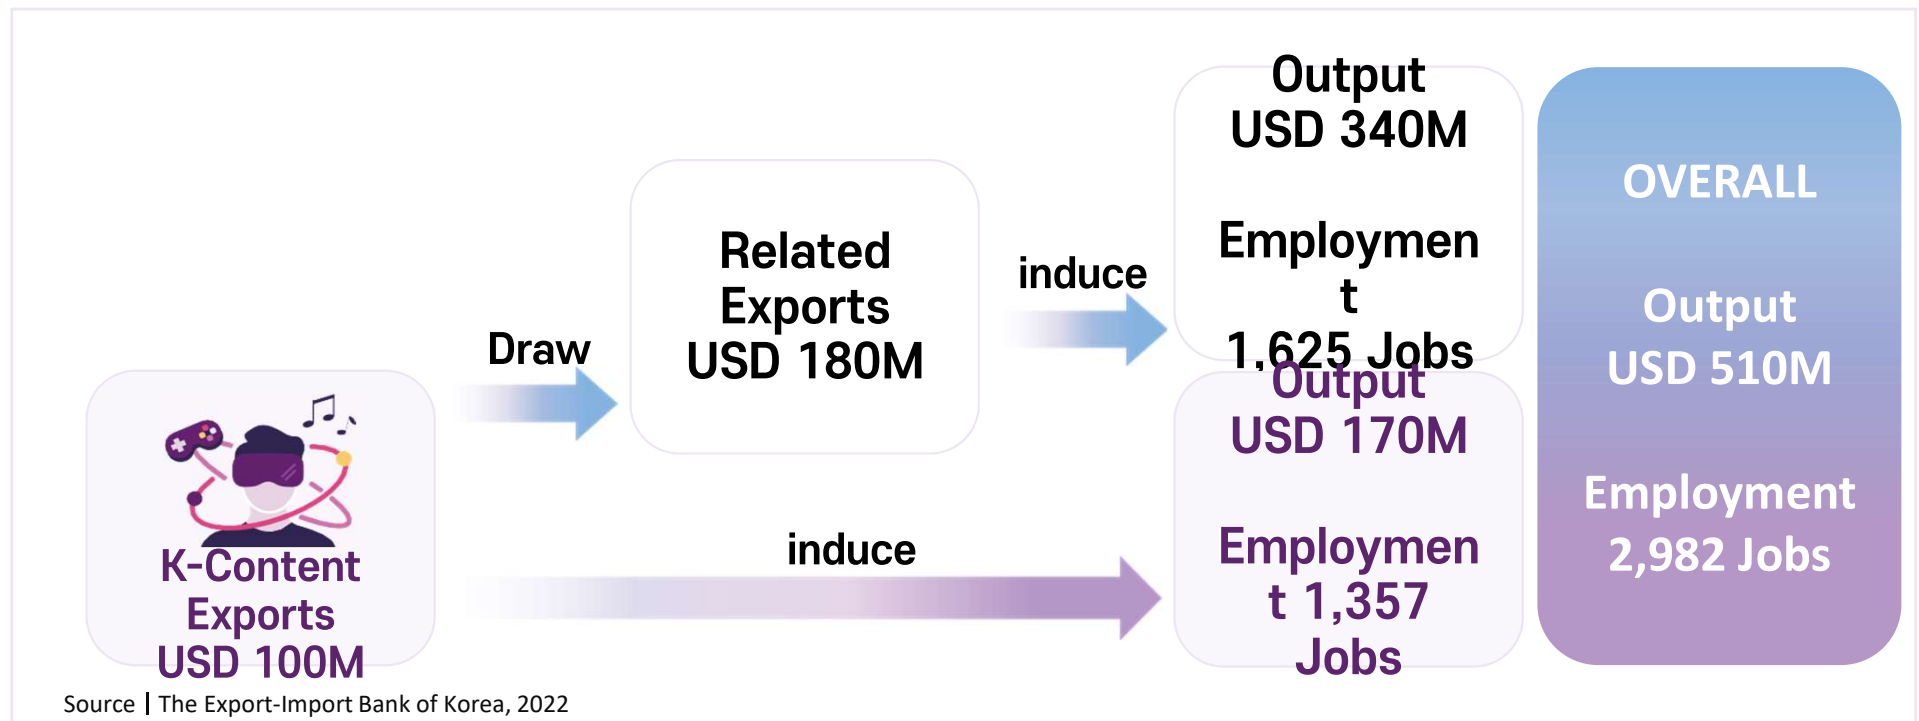 K-Content
Exports
USD 100M
Draw
Related
Exports
USD 180M
induce
Output
USD 340M
Employmen
t
1,625 Jobs
induce
Output
USD 170M
Employmen
t 1,357
Jobs
OVERALL
Output
USD 510M
Employment
2,982 Jobs
Source | The Export-Import Bank of Korea, 2022